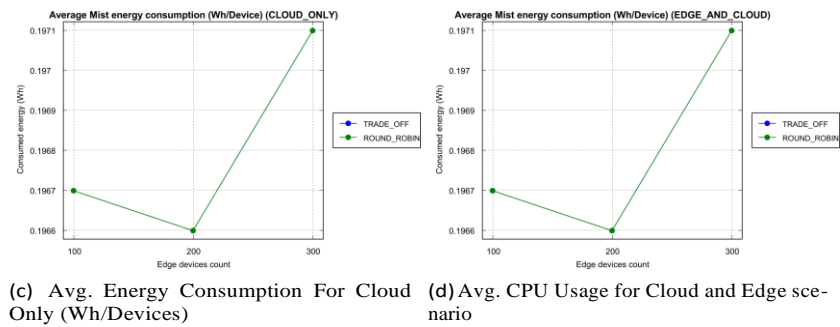 Average Mist energy consumption (Wh/Device) (CLOUD_ONLY)
0.1971
0.197
0.1969
0.1968
0.1967
0.1966
Consumed energy (Wh)
100
200
300
Edge devices count
TRADE_OFF
ROUND_ROBIN
(c) Avg. Energy Consumption For Cloud
Only (Wh/Devices)
Average Mist energy consumption (Wh/Device) (EDGE_AND_CLOUD)
0.1971
0.197
0.1969
0.1968
0.1967
0.1966
Consumed energy (Wh)
100
200
300
Edge devices count
TRADE_OFF
ROUND_ROBIN
(d) Avg. CPU Usage for Cloud and Edge sce-
nario